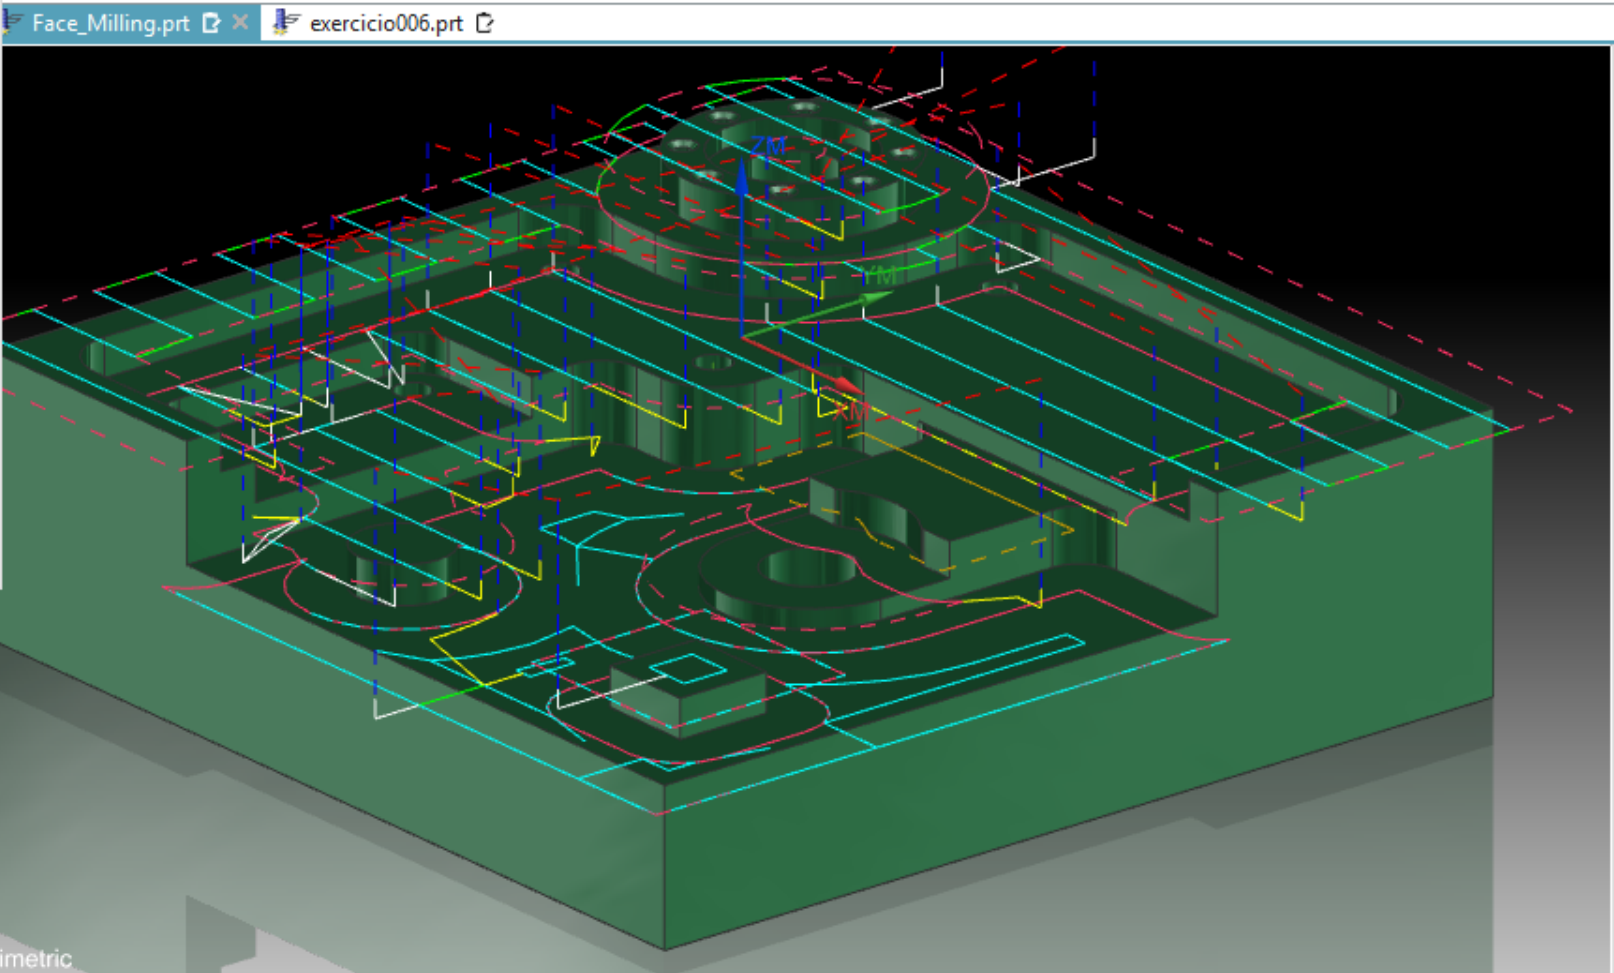 Face_Milling.prt
exercicio006.prt
ZM
YM
XM
imetric